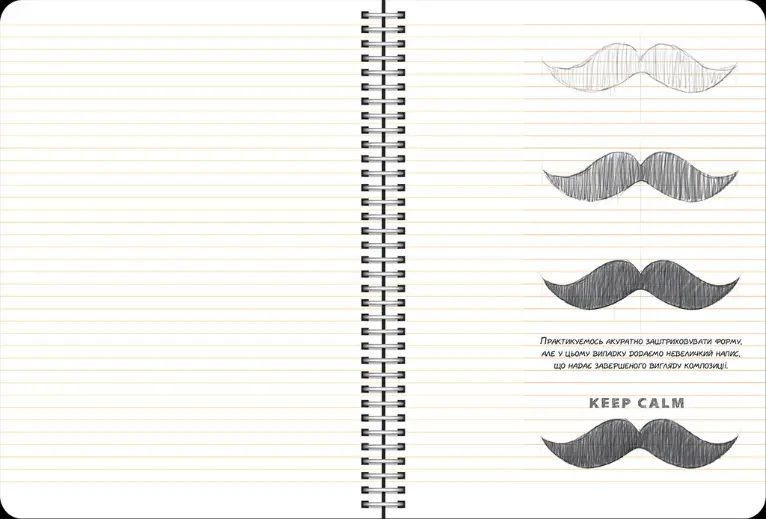 Практикуємось акуратно заштриховувати форму,
але у цьому випадку додаємо невеличкий напис,
що надає завершеного вигляду композиції.
KEEP CALM